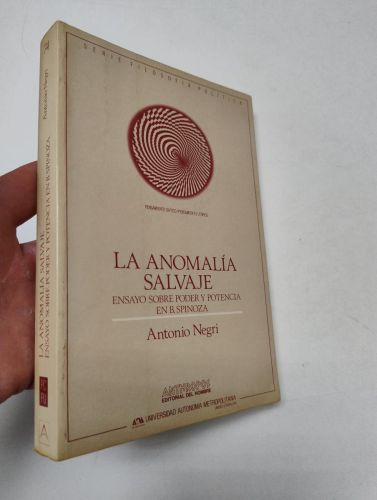 SERIE FILOSOFÍA POLÍTICA
LA ANOMALÍA
SALVAJE
ENSAYO SOBRE PODER Y POTENCIA
EN B. SPINOZA
Antonio Negri
ANTHROPOS
EDITORIAL DEL HOMBRE
UNIVERSIDAD AUTONOMA METROPOLITANA
Antonio Negri
LA ANOMALÍA SALVAJE
ENSAYO SOBRE PODER Y POTENCIA EN B. SPINOZA
A